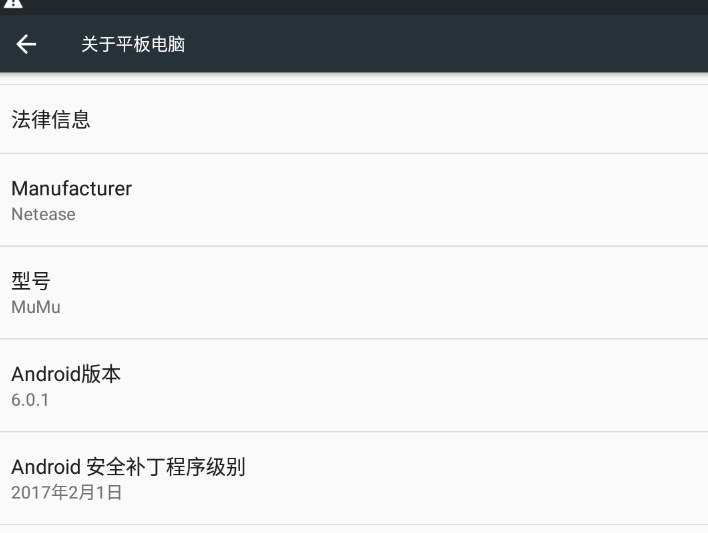 关于平板电脑
法律信息
Manufacturer
Netease
型号
MuMu
Android版本
6.0.1
Android 安全补丁程序级别
2017年2月1日